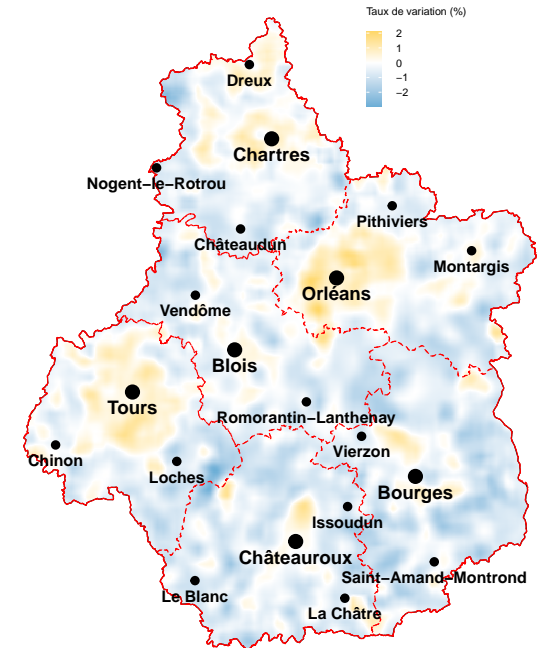 Taux de variation (%)
2
1
0
−1
−2
Dreux
Chartres
Nogent−le−Rotrou
Pithiviers
Châteaudun
Montargis
Orléans
Vendôme
Blois
Tours
Romorantin−Lanthenay
Vierzon
Chinon
Loches
Bourges
Issoudun
Châteauroux
Saint−Amand−Montrond
Le Blanc
La Châtre